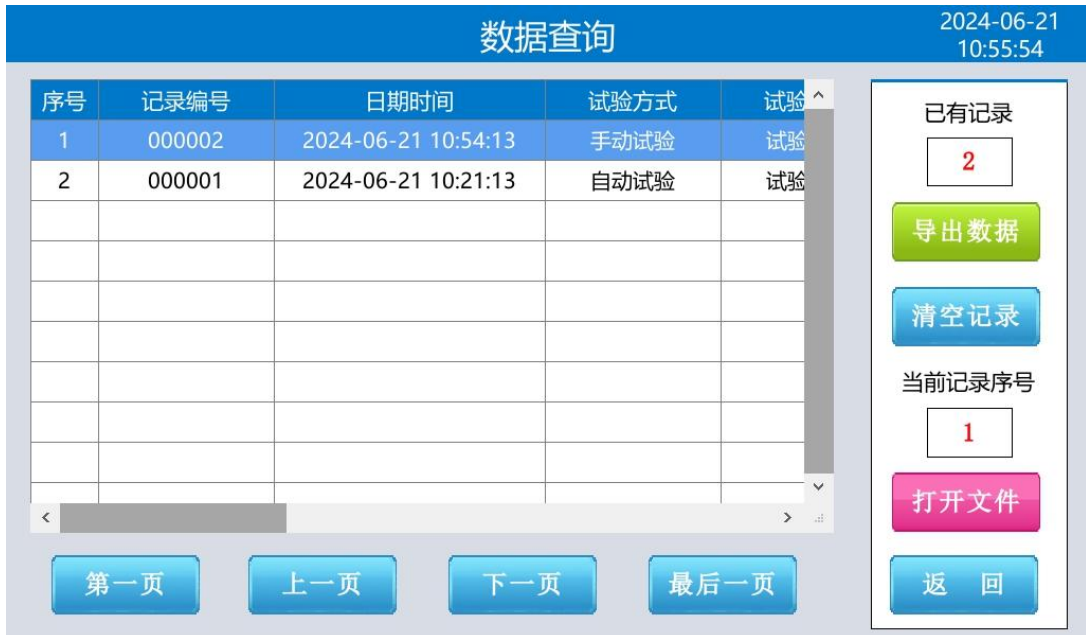 数据查询
2024-06-21
10:55:54
序号 记录编号 日期时间 试验方式 试验
1 000002 2024-06-21 10:54:13 手动试验 试验
2 000001 2024-06-21 10:21:13 自动试验 试验
已有记录
2
导出数据
清空记录
当前记录序号
1
打开文件
第一页 上一页 下一页 最后一页 返 回